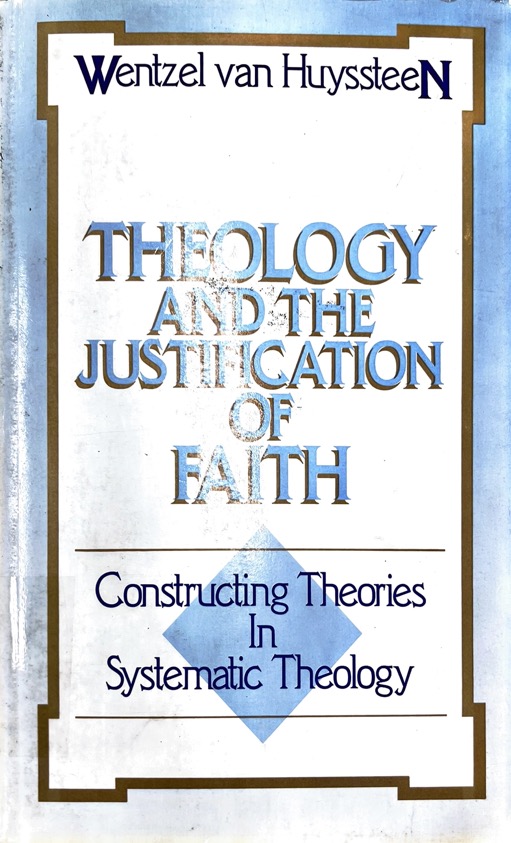 Wentzel van HuyssteeN
THEOLOGY
AND THE
JUSTIFICATION
OF
FAITH
Constructing Theories
In
Systematic Theology